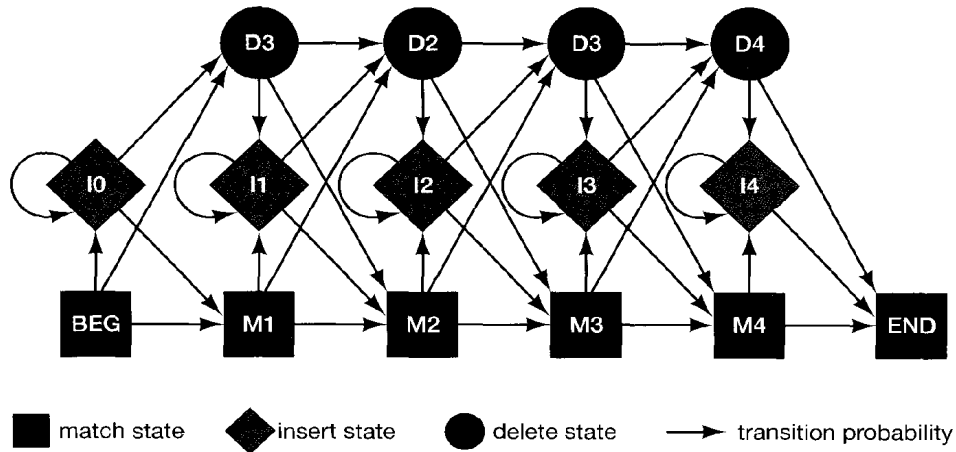 D3 D2 D3 D4
I0 I1 I2 I3 I4
BEG M1 M2 M3 M4 END
match state insert state delete state transition probability